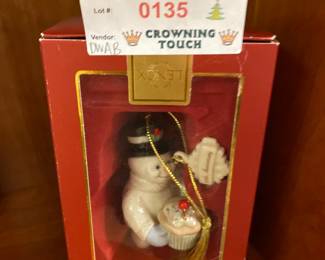 Lot #: 0135
Vendor: DWAB CROWNING TOUCH
LENOX